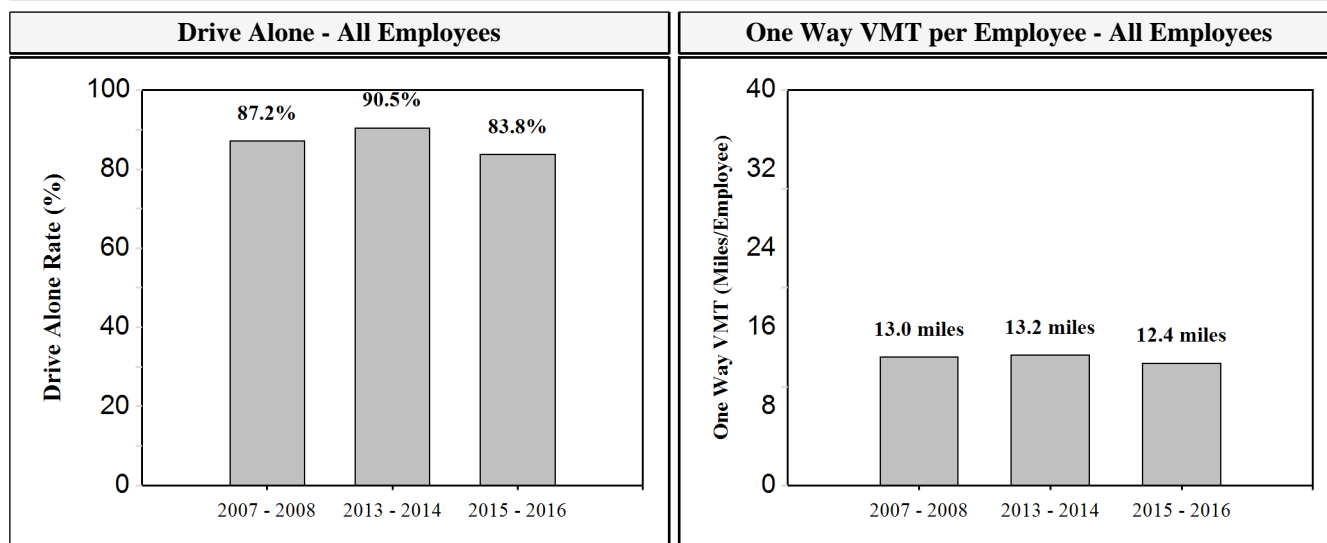 Drive Alone - All Employees
One Way VMT per Employee - All Employees
Drive Alone Rate (%)
100
80
60
40
20
0
87.2%
90.5%
83.8%
2007 - 2008
2013 - 2014
2015 - 2016
One Way VMT (Miles/Employee)
40
32
24
16
8
0
13.0 miles
13.2 miles
12.4 miles
2007 - 2008
2013 - 2014
2015 - 2016